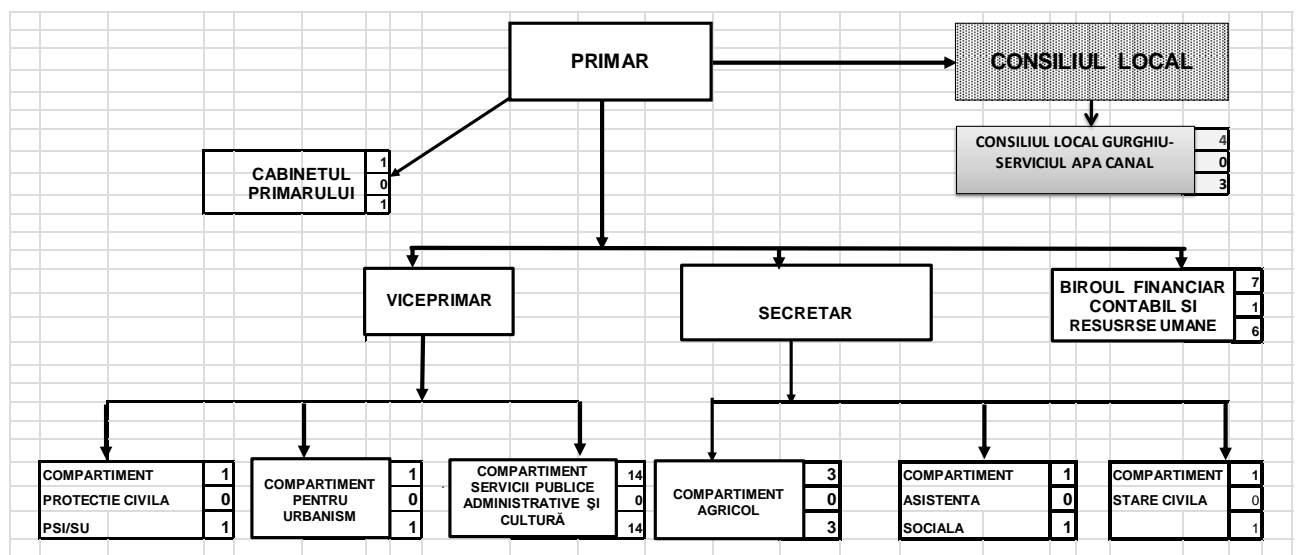 PRIMAR
CONSILIUL LOCAL
CONSILIUL LOCAL GURGHIU-
SERVICIUL APA CANAL
4
0
3
CABINETUL
PRIMARULUI
1
0
1
VICEPRIMAR
SECRETAR
BIROUL FINANCIAR
CONTABIL SI
RESUSRSE UMANE
7
1
6
COMPARTIMENT 1
PROTECTIE CIVILA 0
PSI/SU 1
COMPARTIMENT
PENTRU
URBANISM
1
0
1
COMPARTIMENT
SERVICII PUBLICE
ADMINISTRATIVE ŞI
CULTURĂ
14
0
14
COMPARTIMENT
AGRICOL
3
0
3
COMPARTIMENT 1
ASISTENTA 0
SOCIALA 1
COMPARTIMENT 1
STARE CIVILA 0
1